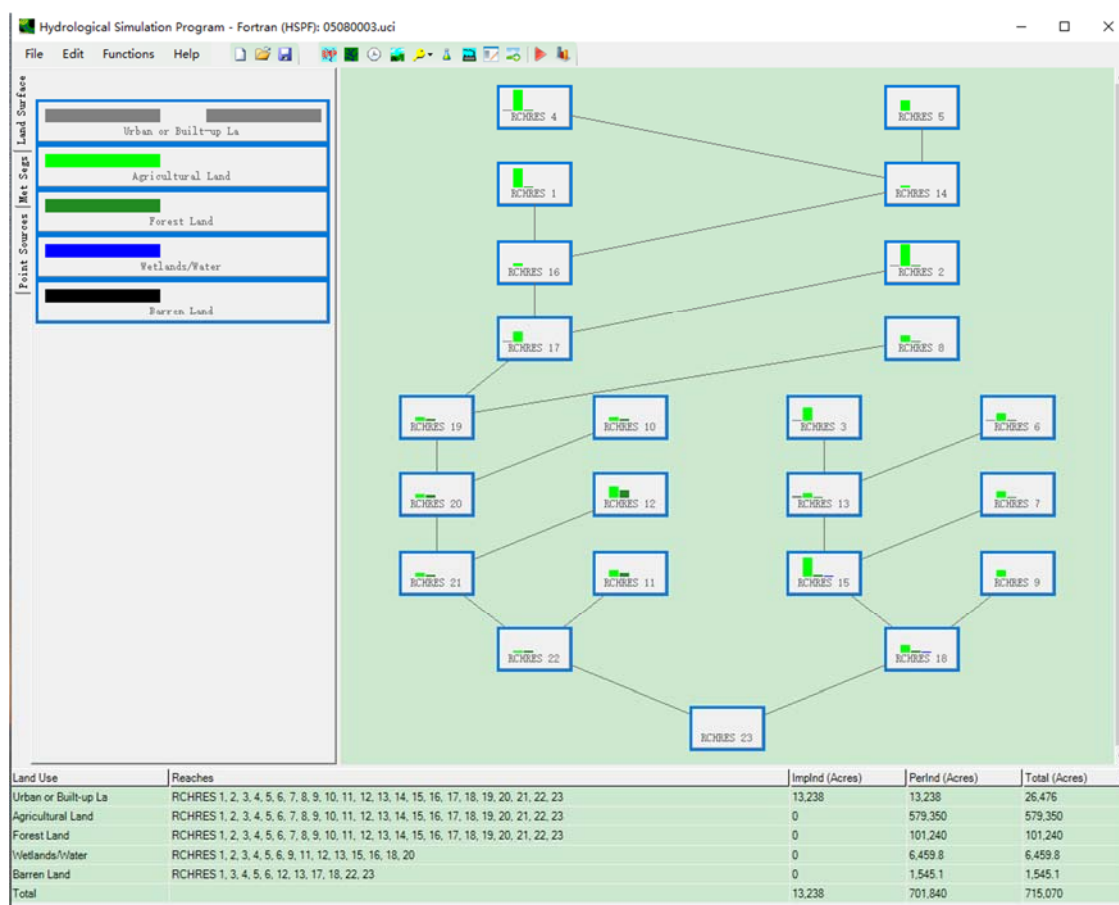 Hydrological Simulation Program - Fortran (HSPF): 05080003.uci
File Edit Functions Help
Land Surface
Met Segs
Point Sources
Urban or Built-up La
Agricultural Land
Forest Land
Wetlands/Water
Barren Land
RCHRES 4
RCHRES 5
RCHRES 1
RCHRES 14
RCHRES 16
RCHRES 2
RCHRES 17
RCHRES 8
RCHRES 19
RCHRES 10
RCHRES 3
RCHRES 6
RCHRES 20
RCHRES 12
RCHRES 13
RCHRES 7
RCHRES 21
RCHRES 11
RCHRES 15
RCHRES 9
RCHRES 22
RCHRES 18
RCHRES 23
Land Use Reaches ImpInd (Acres) PerInd (Acres) Total (Acres)
Urban or Built-up La RCHRES 1, 2, 3, 4, 5, 6, 7, 8, 9, 10, 11, 12, 13, 14, 15, 16, 17, 18, 19, 20, 21, 22, 23 13,238 13,238 26,476
Agricultural Land RCHRES 1, 2, 3, 4, 5, 6, 7, 8, 9, 10, 11, 12, 13, 14, 15, 16, 17, 18, 19, 20, 21, 22, 23 0 579,350 579,350
Forest Land RCHRES 1, 2, 3, 4, 5, 6, 7, 8, 9, 10, 11, 12, 13, 14, 15, 16, 17, 18, 19, 20, 21, 22, 23 0 101,240 101,240
Wetlands/Water RCHRES 1, 2, 3, 4, 5, 6, 9, 11, 12, 13, 15, 16, 18, 20 0 6,459.8 6,459.8
Barren Land RCHRES 1, 3, 4, 5, 6, 12, 13, 17, 18, 22, 23 0 1,545.1 1,545.1
Total 13,238 701,840 715,070